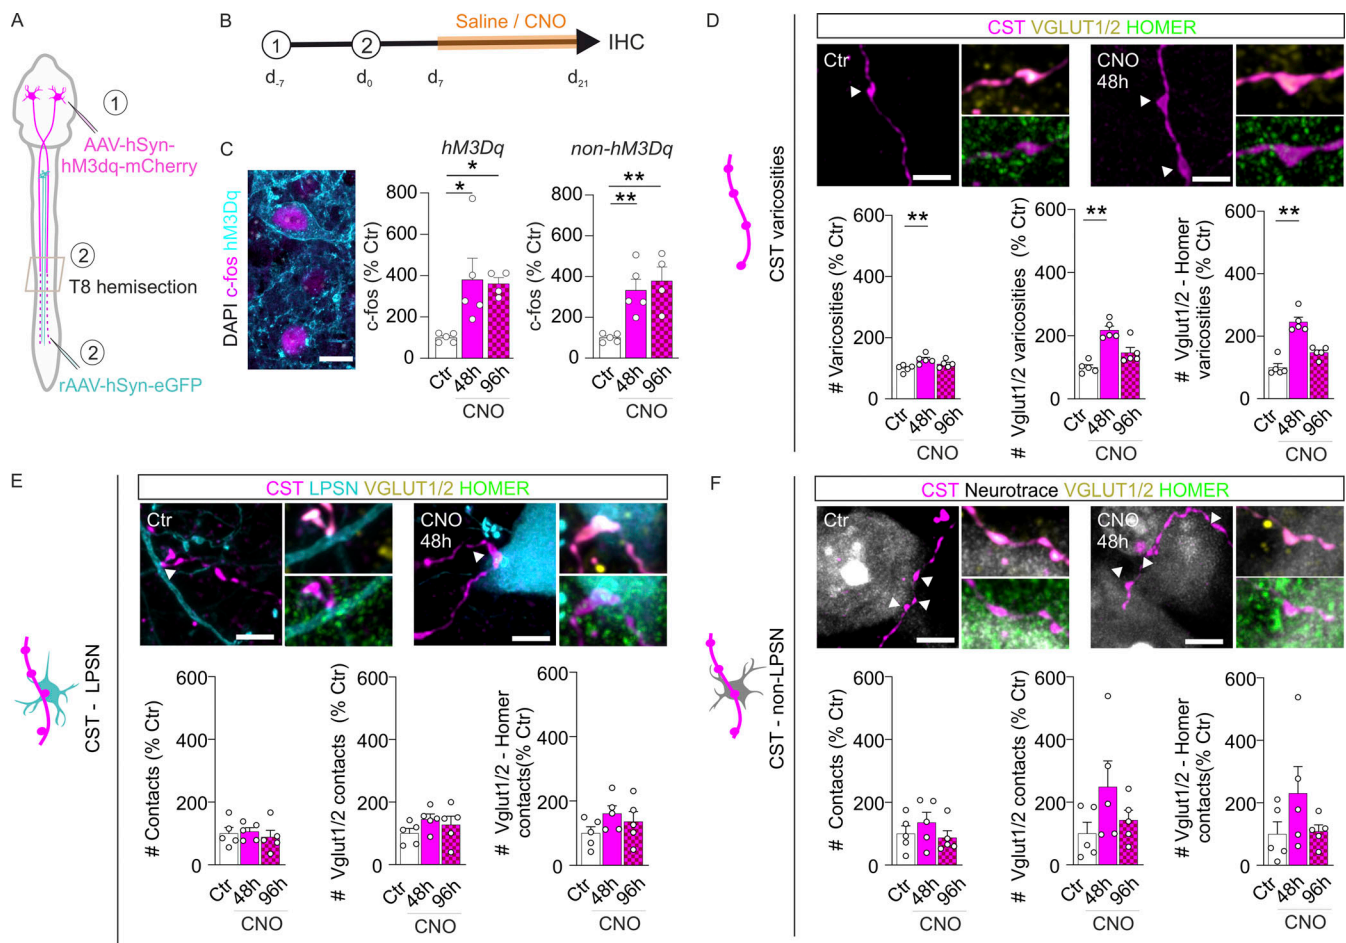 A
1
AAV-hSyn-
hM3dq-mCherry
2
T8 hemisection
2
rAAV-hSyn-eGFP
B
Saline / CNO
1
2
IHC
d-7
d0
d7
d21
C
DAPI c-fos hM3Dq
hM3Dq
c-fos (% Ctr)
800
600
400
200
0
*
*
Ctr
48h
96h
CNO
non-hM3Dq
c-fos (% Ctr)
800
600
400
200
0
**
**
Ctr
48h
96h
CNO
D
CST varicosities
CST VGLUT1/2 HOMER
Ctr
CNO
48h
# Varicosities (% Ctr)
600
400
200
0
**
Ctr
48h
96h
CNO
# Vglut1/2 varicosities (% Ctr)
600
400
200
0
**
Ctr
48h
96h
CNO
# Vglut1/2 - Homer
varicosities (% Ctr)
600
400
200
0
**
Ctr
48h
96h
CNO
E
CST - LPSN
CST LPSN VGLUT1/2 HOMER
Ctr
CNO
48h
# Contacts (% Ctr)
600
400
200
0
Ctr
48h
96h
CNO
# Vglut1/2 contacts (% Ctr)
600
400
200
0
Ctr
48h
96h
CNO
# Vglut1/2 - Homer
contacts(% Ctr)
600
400
200
0
Ctr
48h
96h
CNO
F
CST - non-LPSN
CST Neurotrace VGLUT1/2 HOMER
Ctr
CNO
48h
# Contacts (% Ctr)
600
400
200
0
Ctr
48h
96h
CNO
# Vglut1/2 contacts (% Ctr)
600
400
200
0
Ctr
48h
96h
CNO
# Vglut1/2 - Homer
contacts(% Ctr)
600
400
200
0
Ctr
48h
96h
CNO